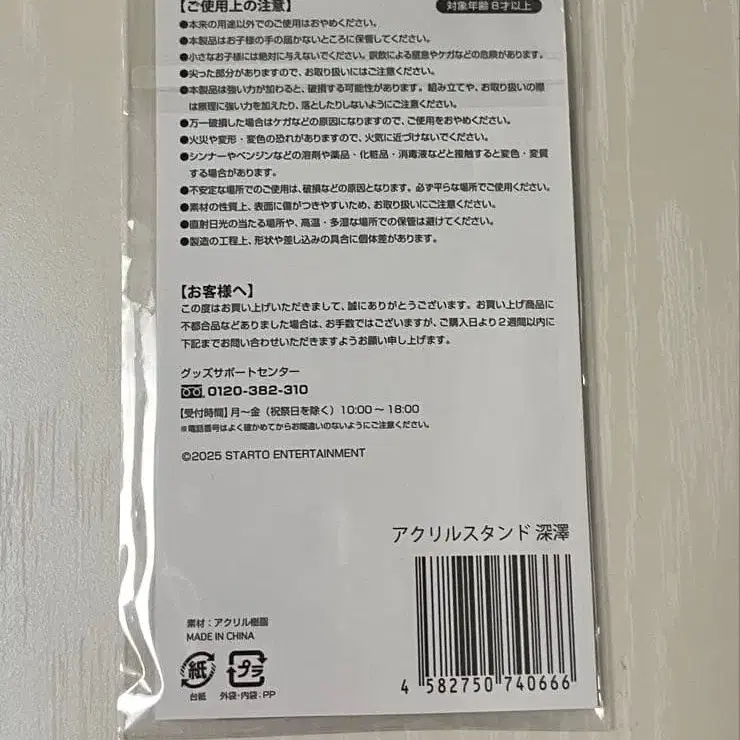 【ご使用上の注意】
対象年齢 8才以上
●本来の用途以外でのご使用はおやめください。
●本製品はお子様の手の届かないところに保管してください。
●小さなお子様には絶対に与えないでください。誤飲による窒息やケガなどの危険があります。
●尖った部分がありますので、お取り扱いにはご注意ください。
●本製品は強い力が加わると、破損する可能性があります。組み立てや、お取り扱いの際
は無理に強い力を加えたり、落としたりしないようにご注意ください。
●万一破損した場合はケガなどの原因になりますので、ご使用をおやめください。
●火災や変形・変色の恐れがありますので、火気に近づけないでください。
●シンナーやベンジンなどの溶剤や薬品・化粧品・消毒液などと接触すると変色・変質
する場合があります。
●不安定な場所でのご使用は、破損などの原因となります。必ず平らな場所でご使用ください。
●素材の性質上、表面に傷がつきやすいため、お取り扱いにご注意ください。
●直射日光の当たる場所や、高温・多湿な場所での保管は避けてください。
●製造の工程上、形状や差し込みの具合に個体差があります。
【お客様へ】
この度はお買い上げいただきまして、誠にありがとうございます。お買い上げ商品に
不都合品などありました場合は、お手数ではございますが、ご購入日より2週間以内に
下記までお問い合わせいただきますようお願い申し上げます。
グッズサポートセンター
0120-382-310
【受付時間】月～金（祝祭日を除く）10:00～18:00
※電話番号はよく確かめてからお間違いのないようにご注意ください。
©2025 STARTO ENTERTAINMENT
アクリルスタンド 深澤
素材：アクリル樹脂
MADE IN CHINA
紙
プラ
台紙
外袋・内袋：PP
4 582750 740666